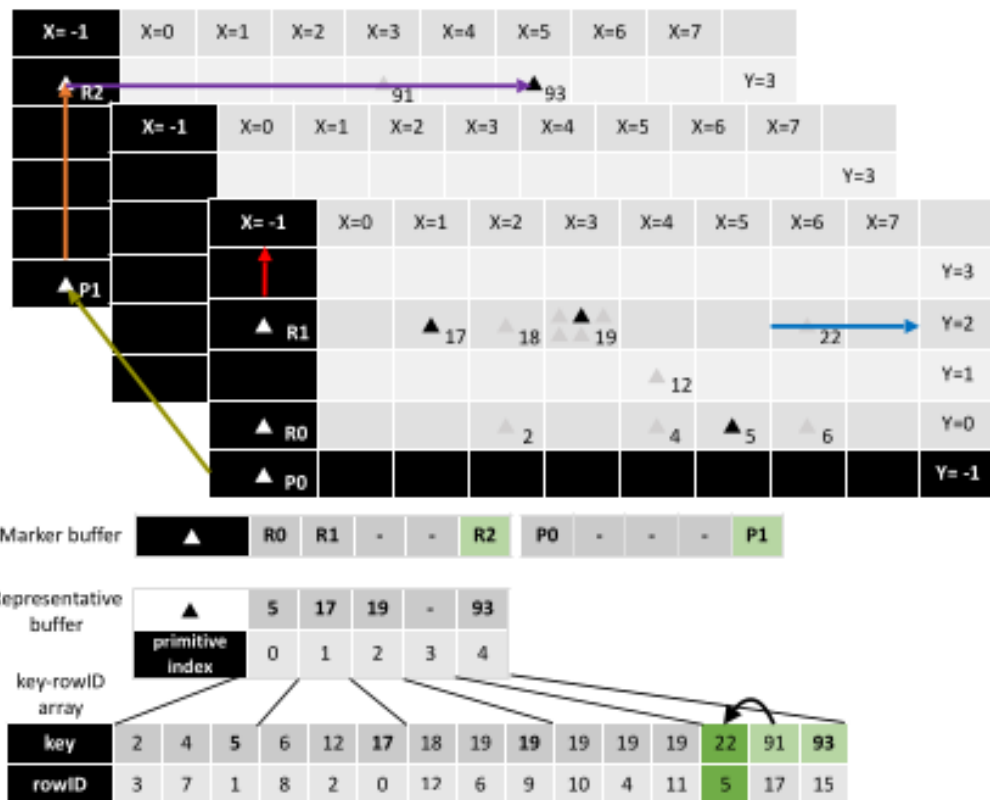 X= -1 X=0 X=1 X=2 X=3 X=4 X=5 X=6 X=7
R2 91 93 Y=3
X= -1 X=0 X=1 X=2 X=3 X=4 X=5 X=6 X=7
Y=3
X= -1 X=0 X=1 X=2 X=3 X=4 X=5 X=6 X=7
Y=3
P1
R1 17 18 19 22 Y=2
12 Y=1
R0 2 4 5 6 Y=0
P0 Y= -1
Marker buffer R0 R1 - - R2 P0 - - - P1
Representative
buffer
5 17 19 - 93
primitive
index
0 1 2 3 4
key-rowID
array
key 2 4 5 6 12 17 18 19 19 19 19 19 22 91 93
rowID 3 7 1 8 2 0 12 6 9 10 4 11 5 17 15